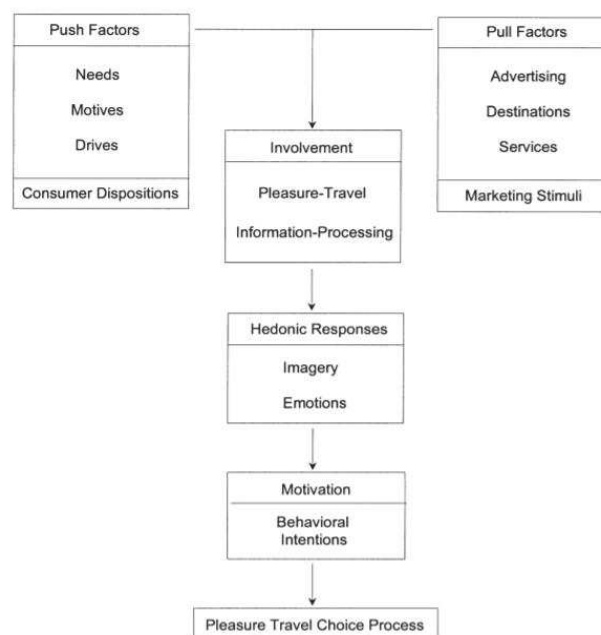 Push Factors
Needs
Motives
Drives
Consumer Dispositions
Pull Factors
Advertising
Destinations
Services
Marketing Stimuli
Involvement
Pleasure-Travel
Information-Processing
Hedonic Responses
Imagery
Emotions
Motivation
Behavioral
Intentions
Pleasure Travel Choice Process